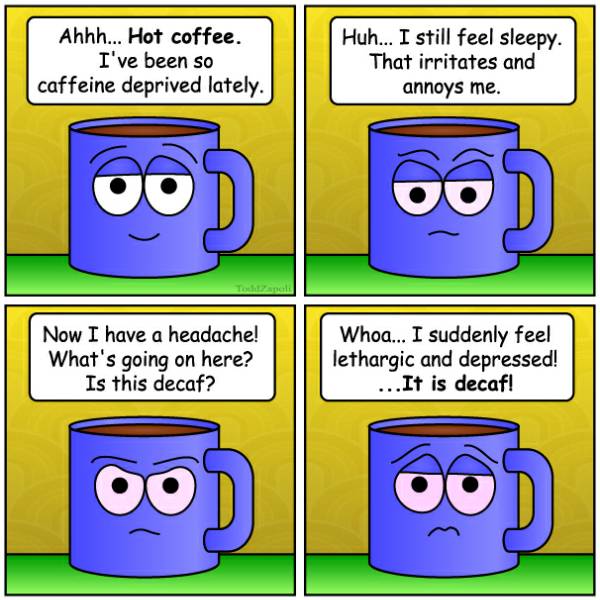 Ahhh... Hot coffee.
I've been so
caffeine deprived lately.
Huh... I still feel sleepy.
That irritates and
annoys me.
ToddZapoli
Now I have a headache!
What's going on here?
Is this decaf?
Whoa... I suddenly feel
lethargic and depressed!
...It is decaf!